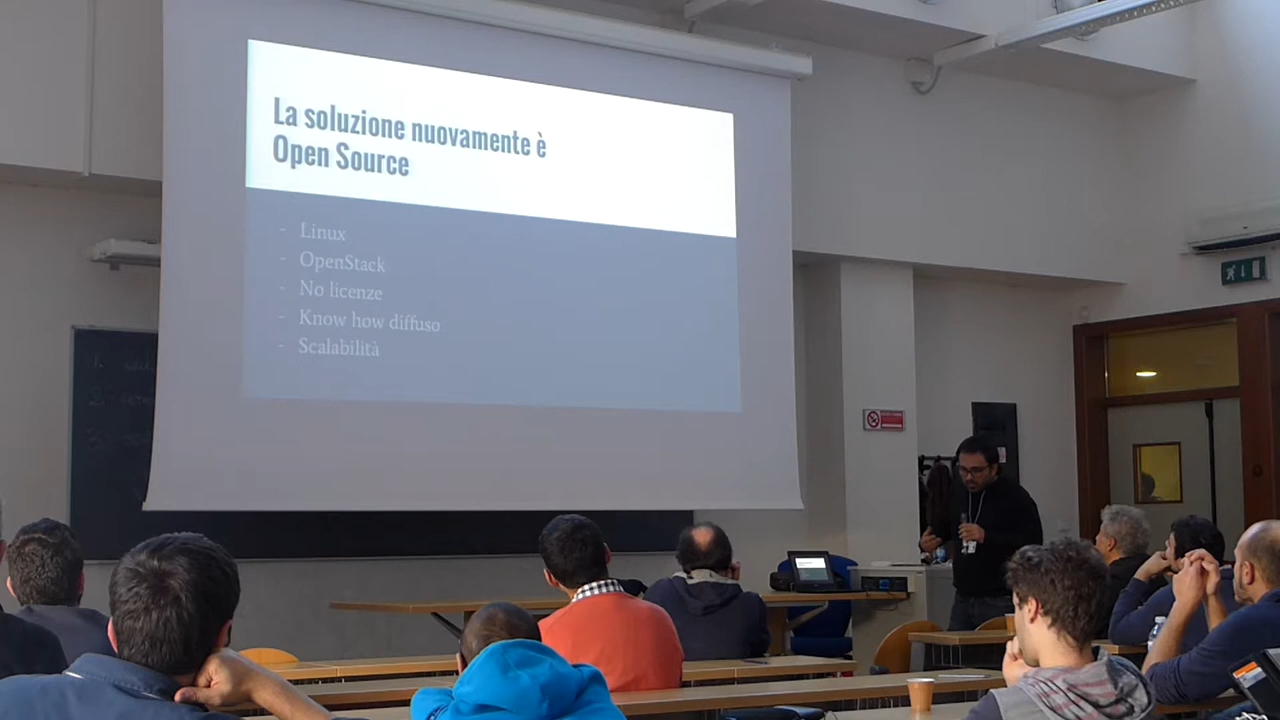 La soluzione nuovamente è
Open Source
- Linux
- OpenStack
- No licenze
- Know how diffuso
- Scalabilità